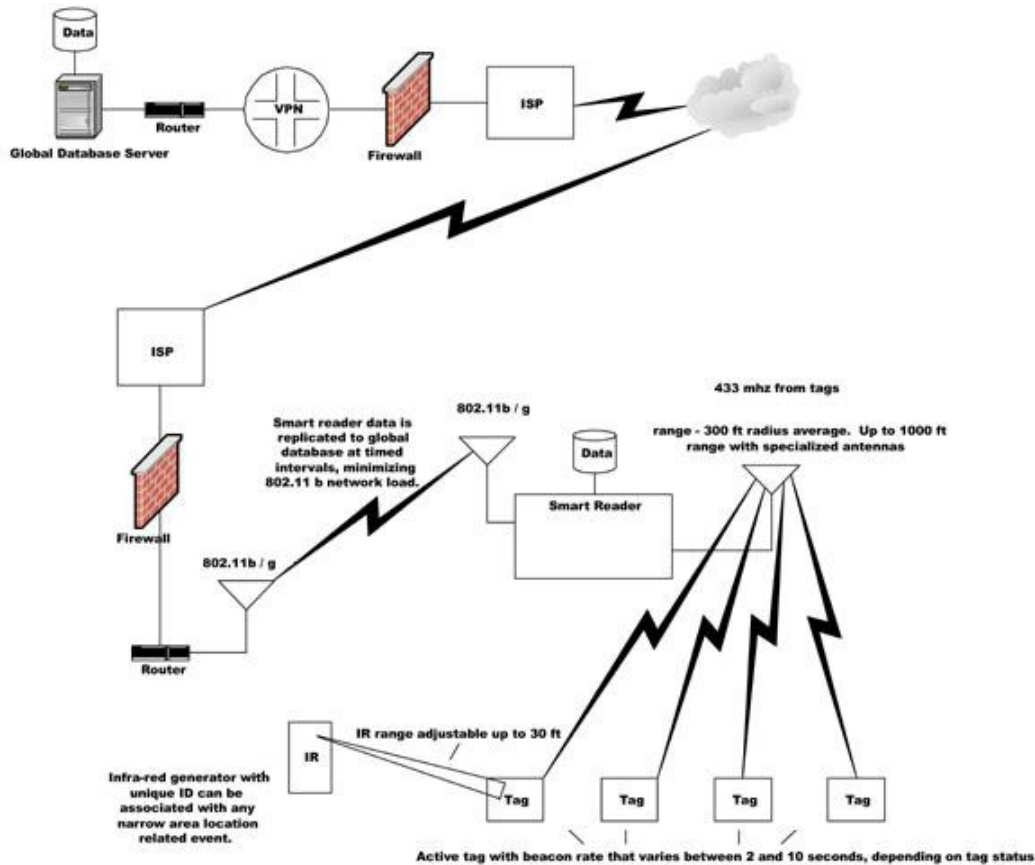 Data
VPN
ISP
Router
Global Database Server
Firewall
ISP
433 mhz from tags
802.11b / g
range - 300 ft radius average.  Up to 1000 ft
range with specialized antennas
Smart reader data is
replicated to global
database at timed
intervals, minimizing
802.11 b network load.
Data
Smart Reader
Firewall
802.11b / g
Router
IR range adjustable up to 30 ft
IR
Infra-red generator with
unique ID can be
associated with any
narrow area location
related event.
Tag
Tag
Tag
Tag
Active tag with beacon rate that varies between 2 and 10 seconds, depending on tag status